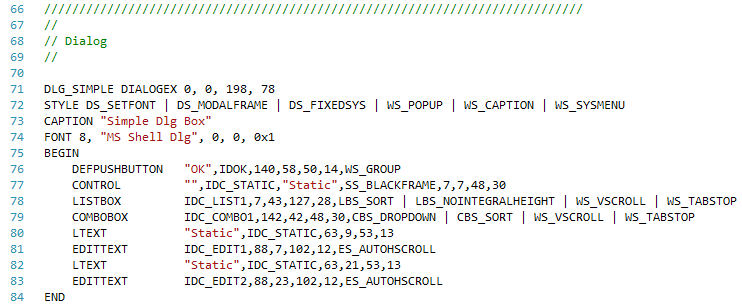 66 /////////////////////////////////////////////////////////////////////////////
67 //
68 // Dialog
69 //
70
71 DLG_SIMPLE DIALOGEX 0, 0, 198, 78
72 STYLE DS_SETFONT | DS_MODALFRAME | DS_FIXEDSYS | WS_POPUP | WS_CAPTION | WS_SYSMENU
73 CAPTION "Simple Dlg Box"
74 FONT 8, "MS Shell Dlg", 0, 0, 0x1
75 BEGIN
76     DEFPUSHBUTTON   "OK",IDOK,140,58,50,14,WS_GROUP
77     CONTROL         "",IDC_STATIC,"Static",SS_BLACKFRAME,7,7,48,30
78     LISTBOX         IDC_LIST1,7,43,127,28,LBS_SORT | LBS_NOINTEGRALHEIGHT | WS_VSCROLL | WS_TABSTOP
79     COMBOBOX        IDC_COMBO1,142,42,48,30,CBS_DROPDOWN | CBS_SORT | WS_VSCROLL | WS_TABSTOP
80     LTEXT           "Static",IDC_STATIC,63,9,53,13
81     EDITTEXT        IDC_EDIT1,88,7,102,12,ES_AUTOHSCROLL
82     LTEXT           "Static",IDC_STATIC,63,21,53,13
83     EDITTEXT        IDC_EDIT2,88,23,102,12,ES_AUTOHSCROLL
84 END